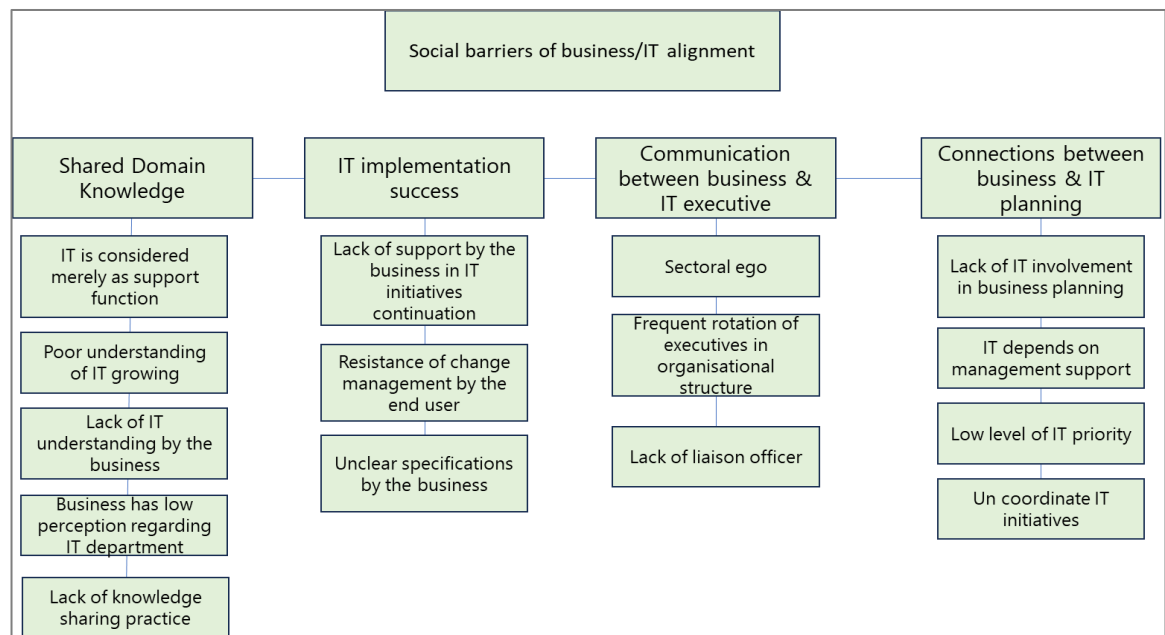 Social barriers of business/IT alignment
Shared Domain
Knowledge
IT implementation
success
Communication
between business &
IT executive
Connections between
business & IT
planning
IT is considered
merely as support
function
Poor understanding
of IT growing
Lack of IT
understanding by the
business
Business has low
perception regarding
IT department
Lack of knowledge
sharing practice
Lack of support by the
business in IT
initiatives
continuation
Resistance of change
management by the
end user
Unclear specifications
by the business
Sectoral ego
Frequent rotation of
executives in
organisational
structure
Lack of liaison officer
Lack of IT involvement
in business planning
IT depends on
management support
Low level of IT priority
Un coordinate IT
initiatives